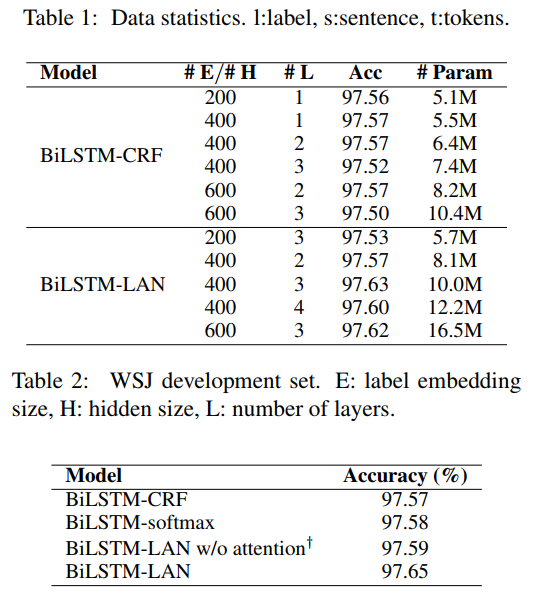 Table 1: Data statistics. l:label, s:sentence, t:tokens.
Model # E/# H # L Acc # Param
200 1 97.56 5.1M
400 1 97.57 5.5M
400 2 97.57 6.4M
BiLSTM-CRF
400 3 97.52 7.4M
600 2 97.57 8.2M
600 3 97.50 10.4M
200 3 97.53 5.7M
400 2 97.57 8.1M
BiLSTM-LAN 400 3 97.63 10.0M
400 4 97.60 12.2M
600 3 97.62 16.5M
Table 2: WSJ development set. E: label embedding
size, H: hidden size, L: number of layers.
Model Accuracy (%)
BiLSTM-CRF 97.57
BiLSTM-softmax 97.58
BiLSTM-LAN w/o attention† 97.59
BiLSTM-LAN 97.65